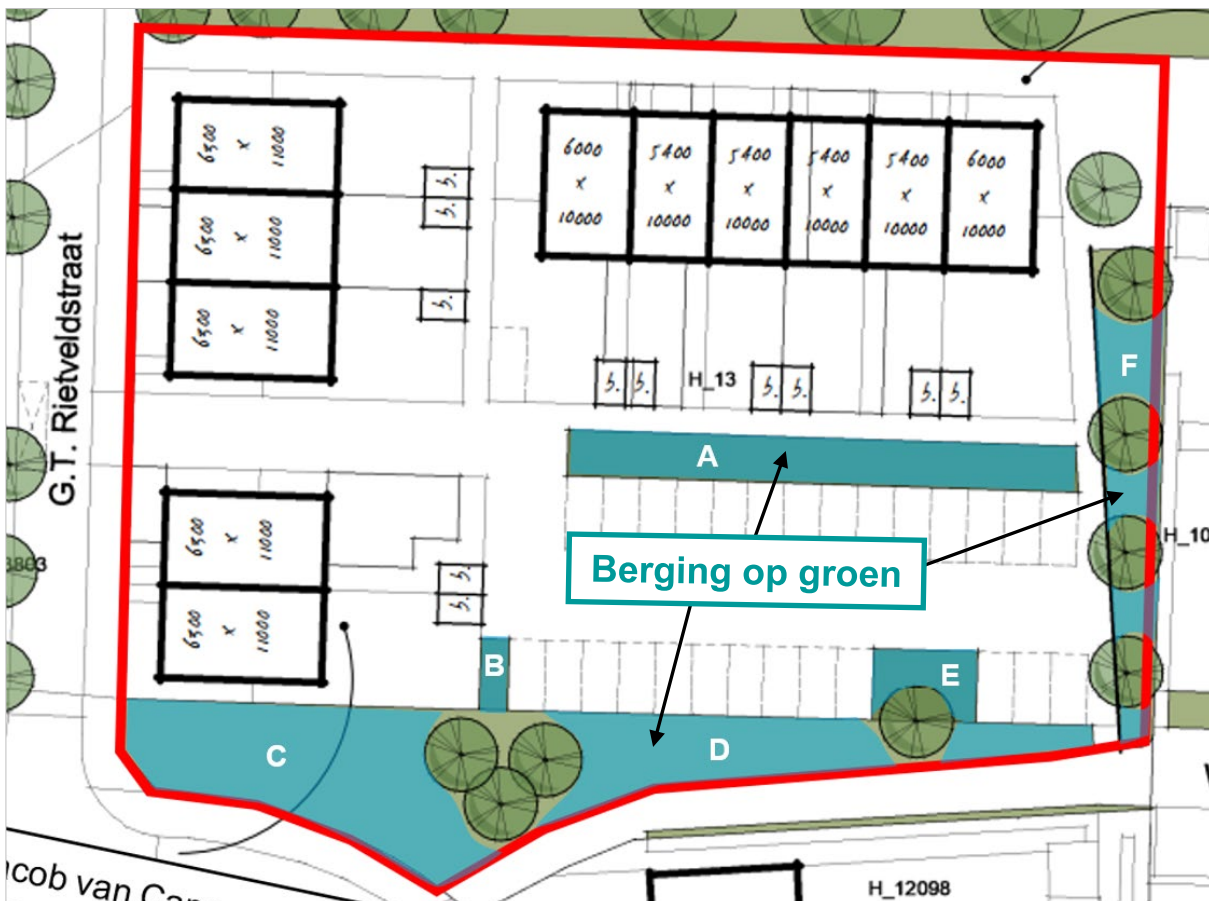 6500 x 11000
6500 x 11000
6500 x 11000
b.
b.
b.
6000 x 10000
5400 x 10000
5400 x 10000
5400 x 10000
5400 x 10000
6000 x 10000
b. b.
H_13
b. b.
b. b.
G.T. Rietveldstraat
F
A
Berging op groen
H_10
3803
6500 x 11000
6500 x 11000
b.
b.
B
E
C
D
H_12098